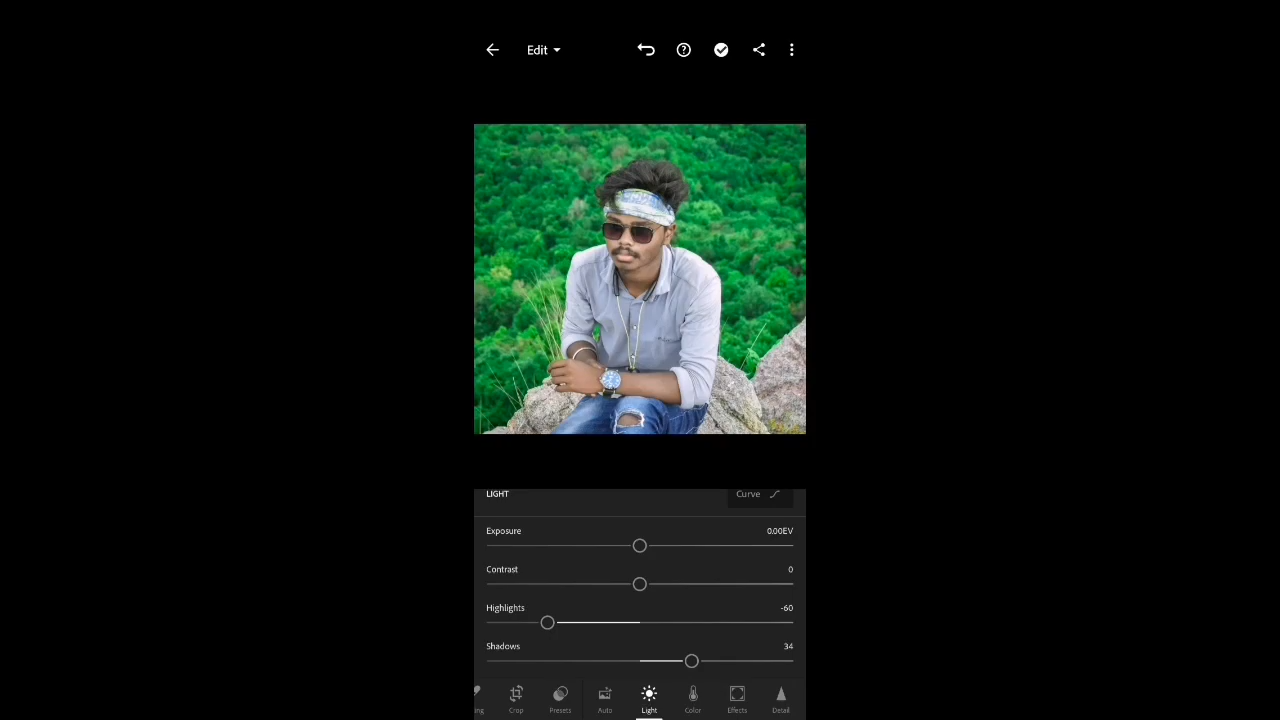 Edit
LIGHT
Curve
Exposure
0.00EV
Contrast
0
Highlights
-60
Shadows
34
ing
Crop
Presets
Auto
Light
Color
Effects
Detail